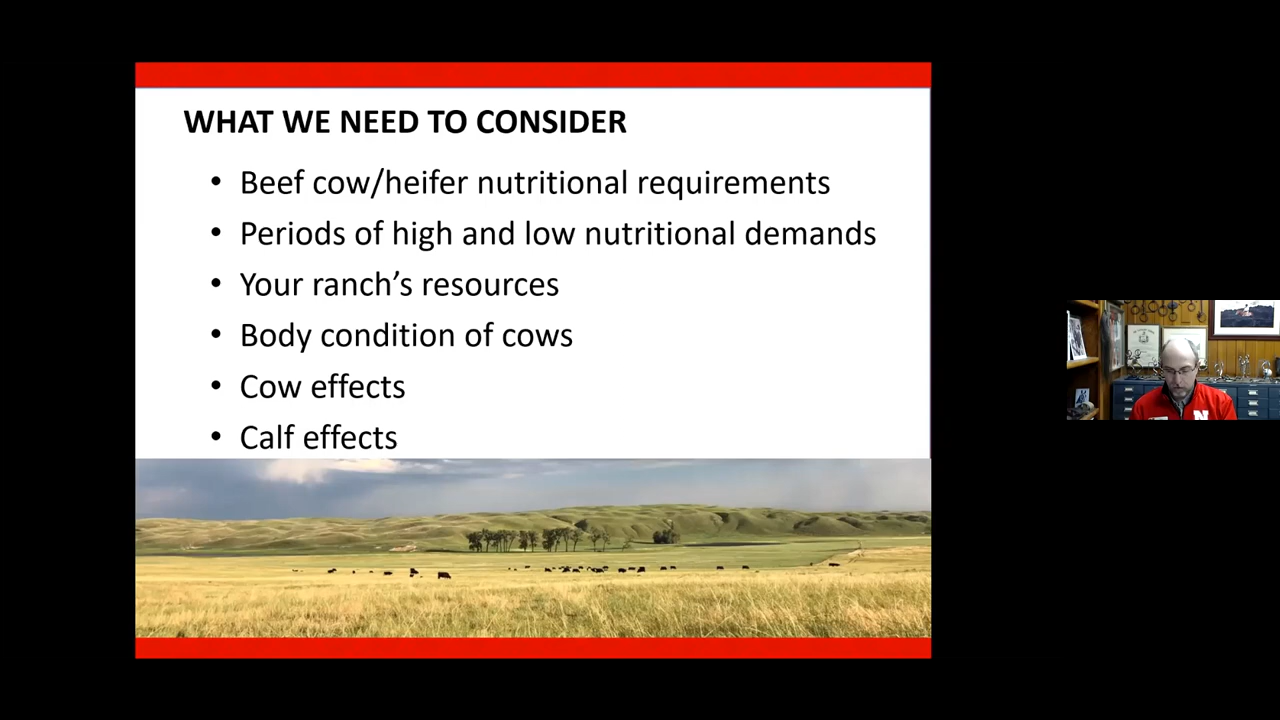 WHAT WE NEED TO CONSIDER
• Beef cow/heifer nutritional requirements
• Periods of high and low nutritional demands
• Your ranch’s resources
• Body condition of cows
• Cow effects
• Calf effects
N